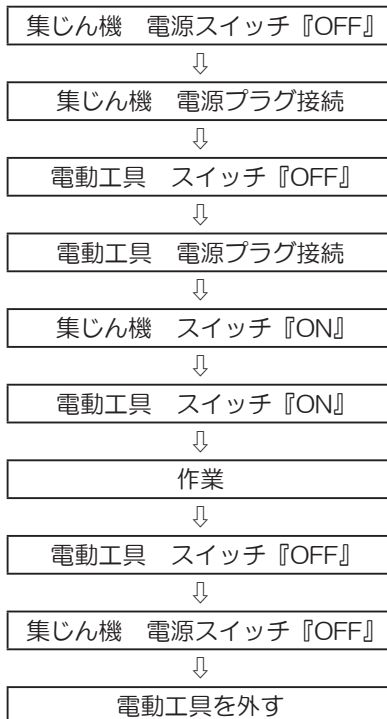 集じん機　電源スイッチ『OFF』
⇩
集じん機　電源プラグ接続
⇩
電動工具　スイッチ『OFF』
⇩
電動工具　電源プラグ接続
⇩
集じん機　スイッチ『ON』
⇩
電動工具　スイッチ『ON』
⇩
作業
⇩
電動工具　スイッチ『OFF』
⇩
集じん機　電源スイッチ『OFF』
⇩
電動工具を外す